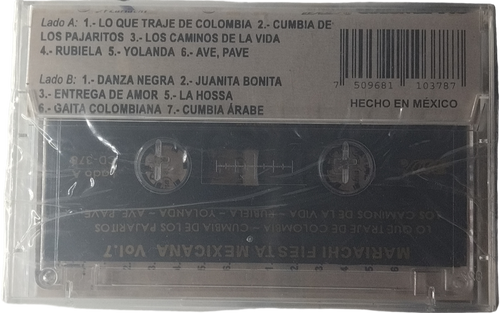 Lado A: 1.- LO QUE TRAJE DE COLOMBIA 2.- CUMBIA DE
LOS PAJARITOS 3.- LOS CAMINOS DE LA VIDA
4.- RUBIELA 5.- YOLANDA 6.- AVE, PAVE
Lado B: 1.- DANZA NEGRA 2.- JUANITA BONITA
3.- ENTREGA DE AMOR 5.- LA HOSSA
6.- GAITA COLOMBIANA 7.- CUMBIA ÁRABE
7 509681 103787
HECHO EN MÉXICO
MARIACHI FIESTA MEXICANA Vol.7
LO QUE TRAJE DE COLOMBIA - CUMBIA DE LOS PAJARITOS
LOS CAMINOS DE LA VIDA - RUBIELA - YOLANDA - AVE, PAVE